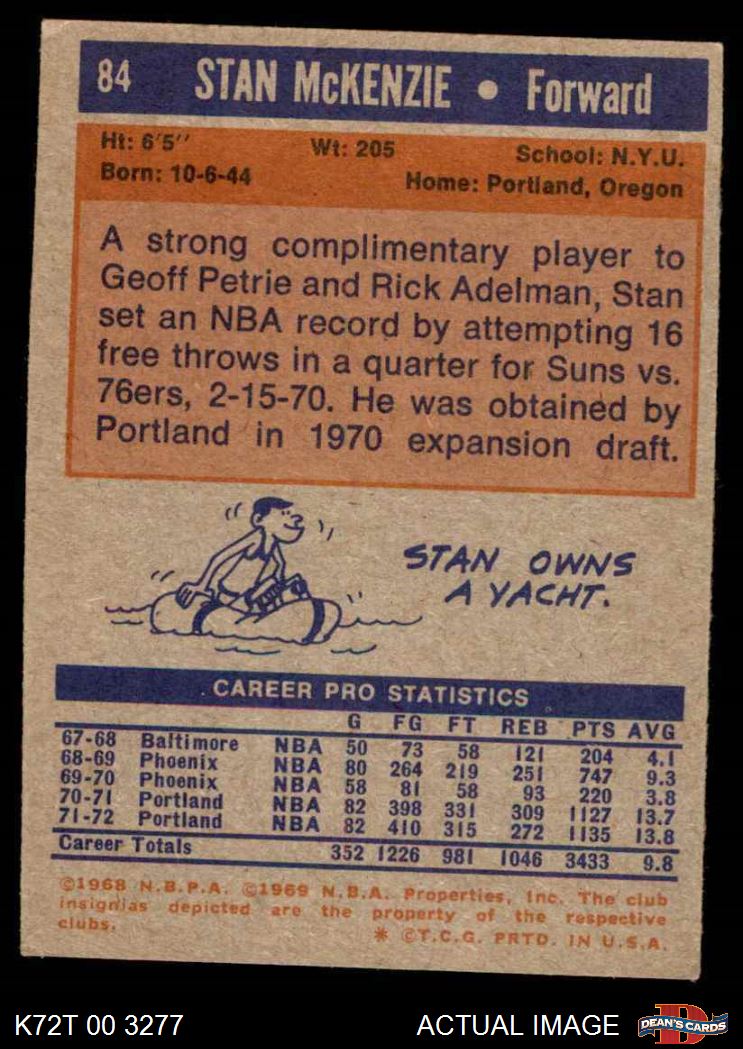 84 STAN McKENZIE • Forward
Ht: 6'5'' Wt: 205 School: N.Y.U.
Born: 10-6-44 Home: Portland, Oregon
A strong complimentary player to
Geoff Petrie and Rick Adelman, Stan
set an NBA record by attempting 16
free throws in a quarter for Suns vs.
76ers, 2-15-70. He was obtained by
Portland in 1970 expansion draft.
STAN OWNS
A YACHT.
CAREER PRO STATISTICS
G FG FT REB PTS AVG
67-68 Baltimore NBA 50 73 58 121 204 4.1
68-69 Phoenix NBA 80 264 219 251 747 9.3
69-70 Phoenix NBA 58 81 58 93 220 3.8
70-71 Portland NBA 82 398 331 309 1127 13.7
71-72 Portland NBA 82 410 315 272 1135 13.8
Career Totals 352 1226 981 1046 3433 9.8
©1968 N.B.P.A. ©1969 N.B.A. Properties, Inc. The club
insignias depicted are the property of the respective
clubs. * ©T.C.G. PRTD. IN U.S.A.
K72T 00 3277 ACTUAL IMAGE D DEAN'S CARDS